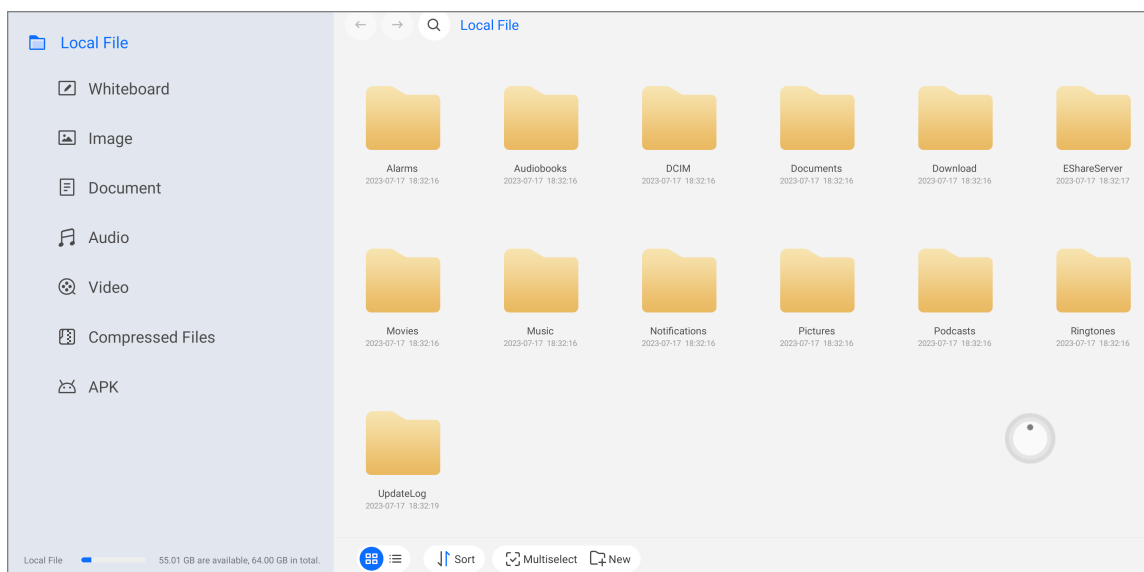 Local File
Whiteboard
Image
Document
Audio
Video
Compressed Files
APK
Local File 55.01 GB are available, 64.00 GB in total.
Local File
Alarms Audiobooks DCIM Documents Download EShareServer
2023-07-17 18:32:16 2023-07-17 18:32:16 2023-07-17 18:32:16 2023-07-17 18:32:16 2023-07-17 18:32:16 2023-07-17 18:32:17
Movies Music Notifications Pictures Podcasts Ringtones
2023-07-17 18:32:16 2023-07-17 18:32:16 2023-07-17 18:32:16 2023-07-17 18:32:16 2023-07-17 18:32:16 2023-07-17 18:32:16
UpdateLog
2023-07-17 18:32:19
Sort Multiselect New